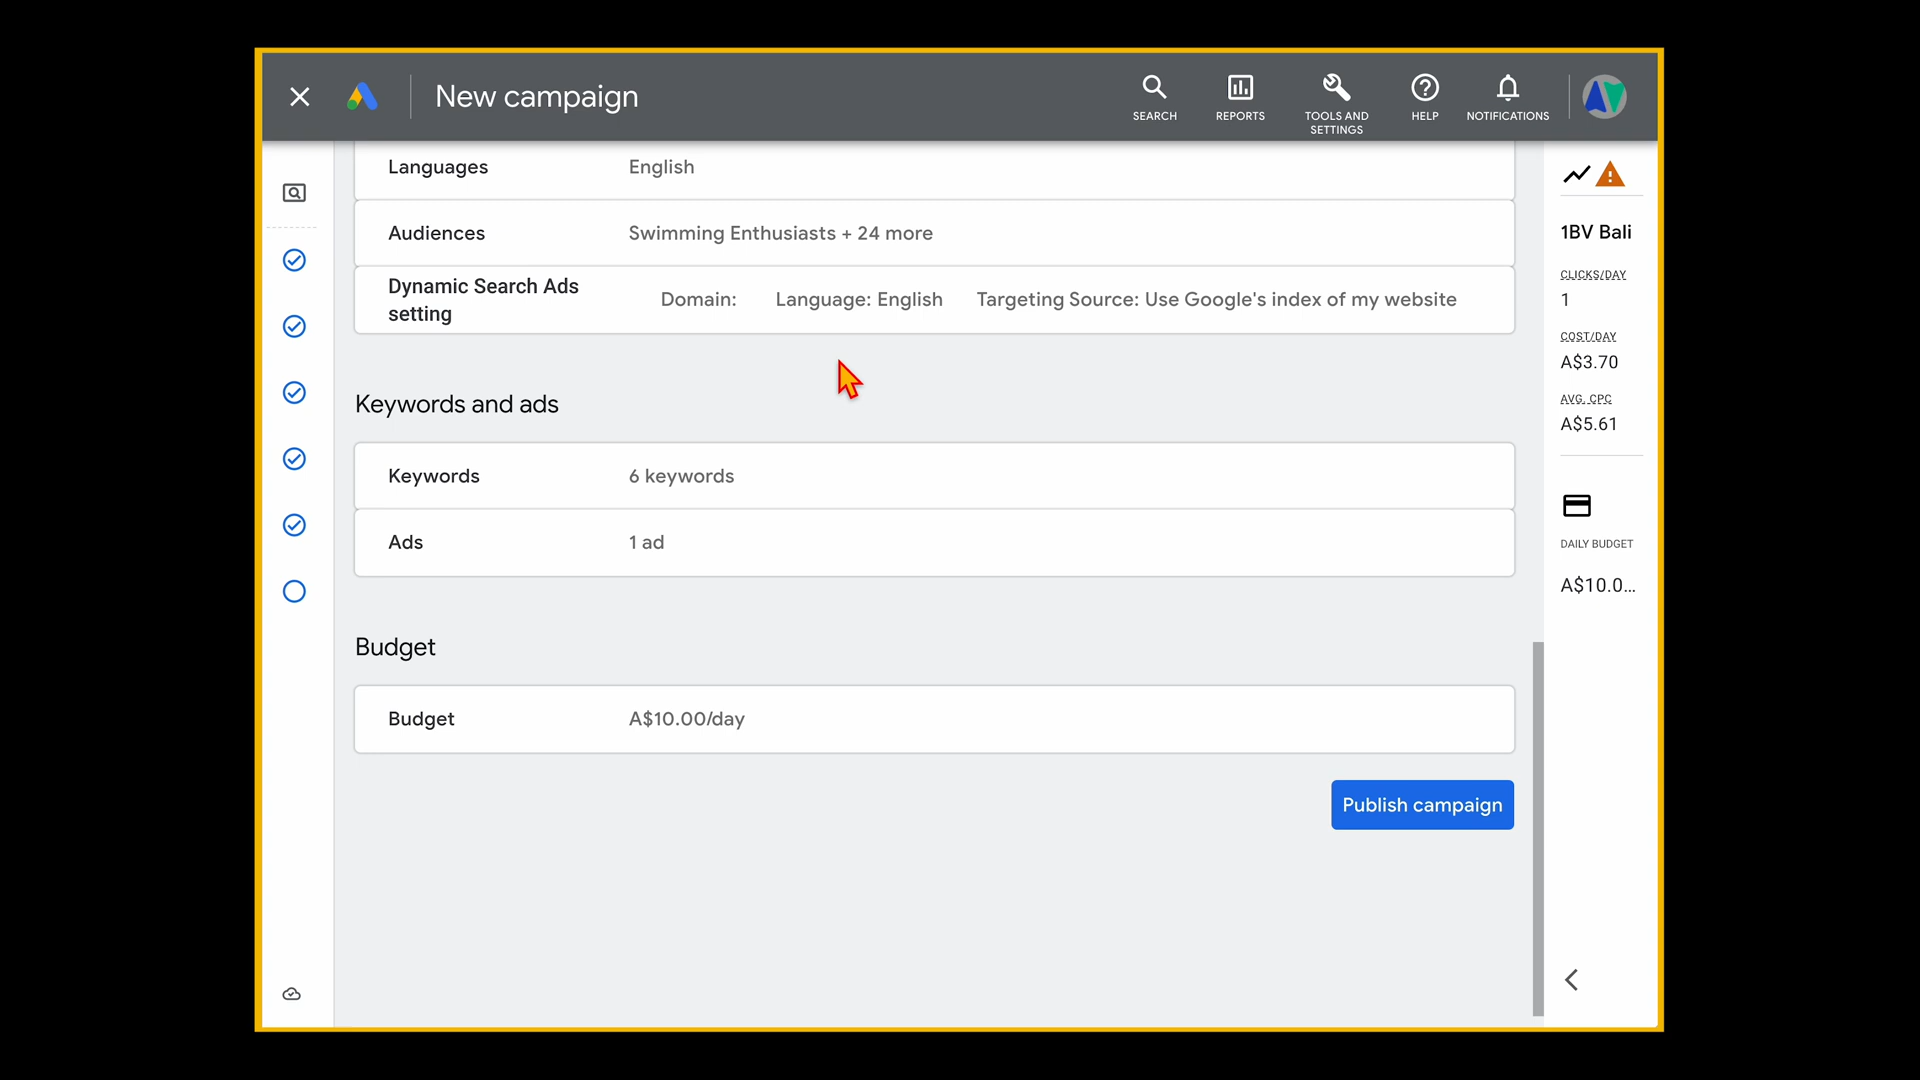 New campaign
SEARCH
REPORTS
TOOLS AND
SETTINGS
HELP
NOTIFICATIONS
Languages English
Audiences Swimming Enthusiasts + 24 more
Dynamic Search Ads
setting
Domain: Language: English Targeting Source: Use Google's index of my website
Keywords and ads
Keywords 6 keywords
Ads 1 ad
Budget
Budget A$10.00/day
Publish campaign
1BV Bali
CLICKS/DAY
1
COST/DAY
A$3.70
AVG. CPC
A$5.61
DAILY BUDGET
A$10.0...